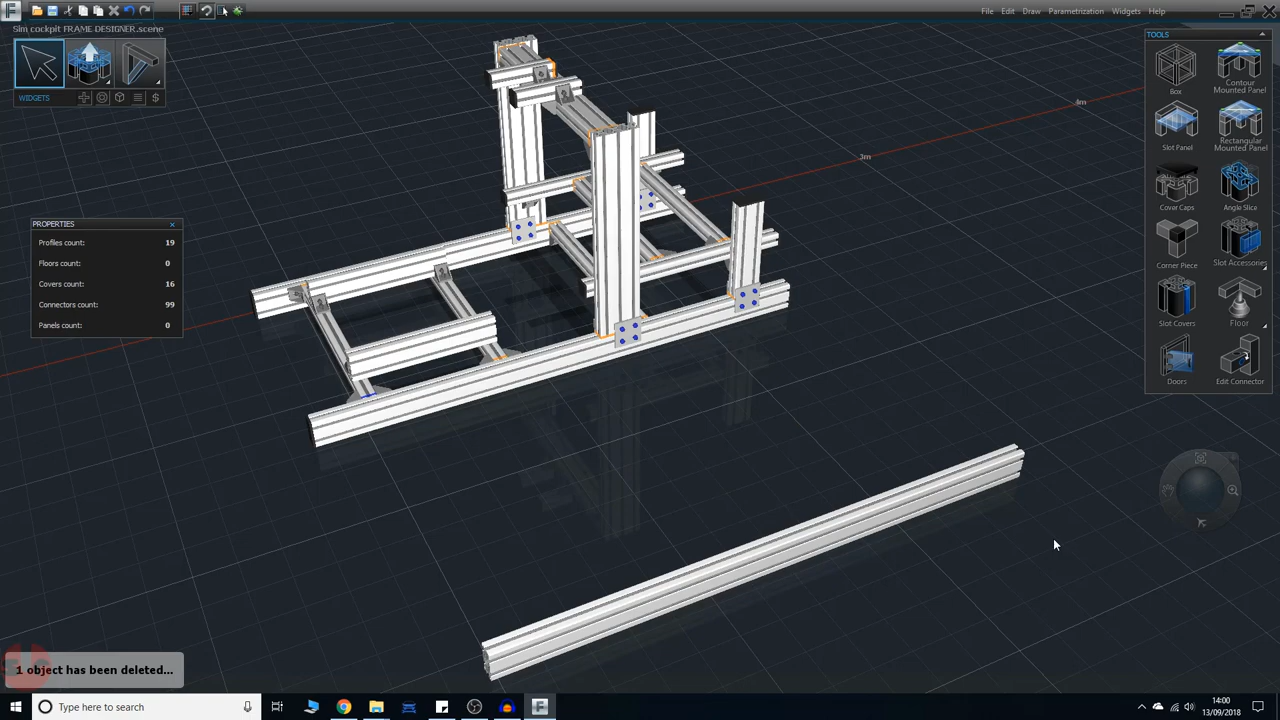 File Edit Draw Parametrization Widgets Help
Sim cockpit FRAME DESIGNER.scene
WIDGETS
$
PROPERTIES
Profiles count: 19
Floors count: 0
Covers count: 16
Connectors count: 99
Panels count: 0
3m
4m
TOOLS
Box
Contour
Mounted Panel
Slot Panel
Rectangular
Mounted Panel
Cover Caps
Angle Slice
Corner Piece
Slot Accessories
Slot Covers
Floor
Doors
Edit Connector
1 object has been deleted...
Type here to search
14:00
13/09/2018